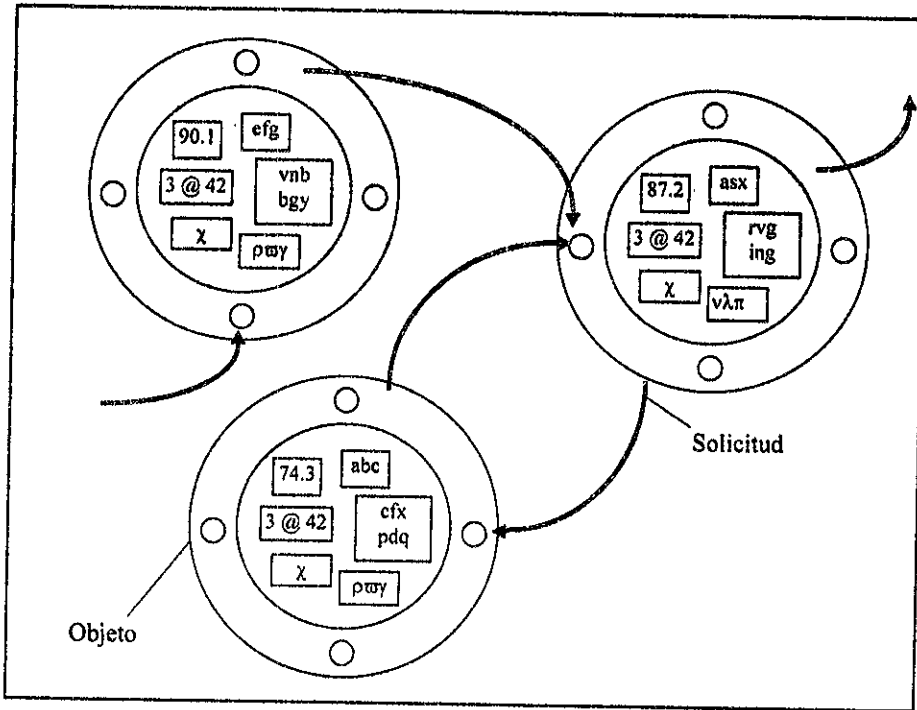 90.1
efg
3 @ 42
vnb
bgy
χ
ρϖγ
87.2
asx
3 @ 42
rvg
ing
χ
νλπ
Solicitud
74.3
abc
3 @ 42
cfx
pdq
χ
ρϖγ
Objeto